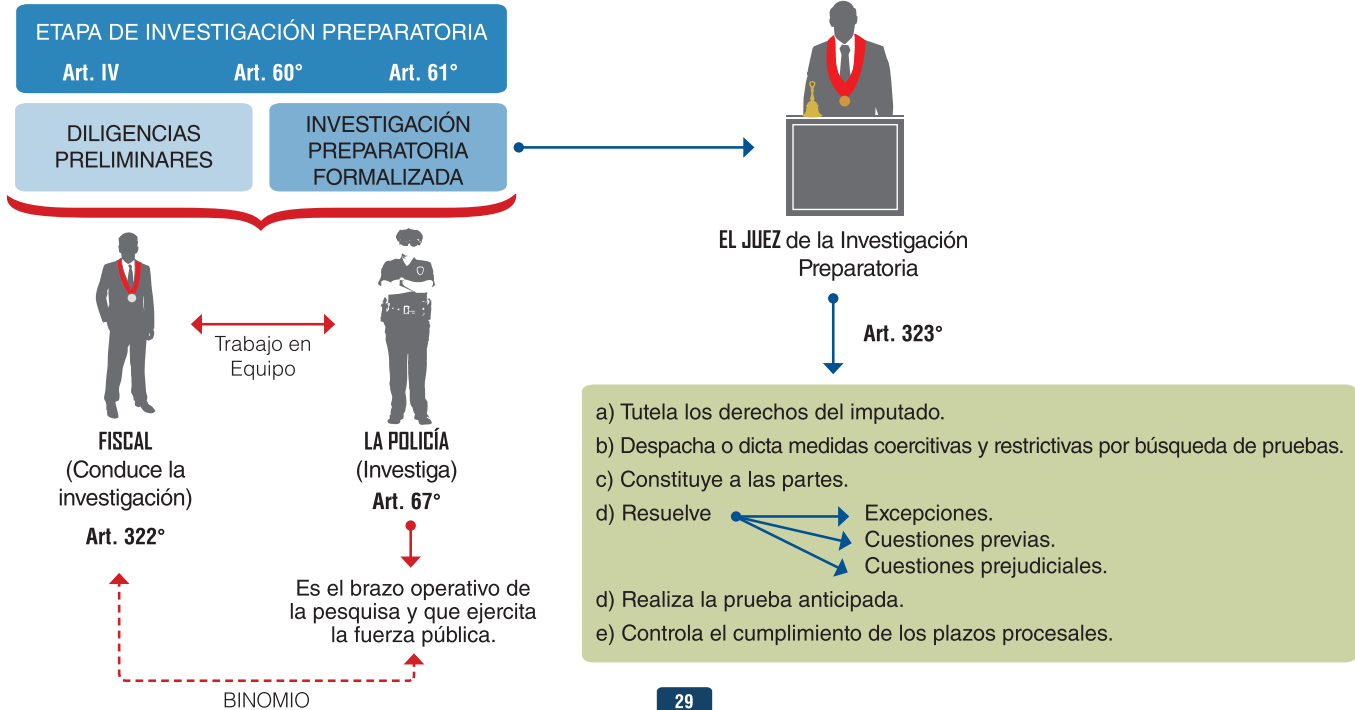 ETAPA DE INVESTIGACIÓN PREPARATORIA
Art. IV Art. 60° Art. 61°
DILIGENCIAS
PRELIMINARES
INVESTIGACIÓN
PREPARATORIA
FORMALIZADA
Trabajo en
Equipo
FISCAL
(Conduce la
investigación)
Art. 322°
LA POLICÍA
(Investiga)
Art. 67°
Es el brazo operativo de
la pesquisa y que ejercita
la fuerza pública.
BINOMIO
EL JUEZ de la Investigación
Preparatoria
Art. 323°
a) Tutela los derechos del imputado.
b) Despacha o dicta medidas coercitivas y restrictivas por búsqueda de pruebas.
c) Constituye a las partes.
d) Resuelve Excepciones.
Cuestiones previas.
Cuestiones prejudiciales.
d) Realiza la prueba anticipada.
e) Controla el cumplimiento de los plazos procesales.
29